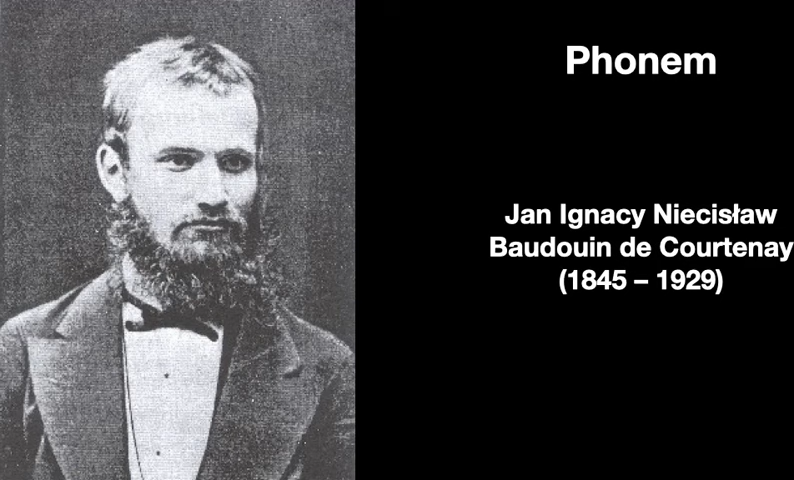 Phonem
Jan Ignacy Niecisław
Baudouin de Courtenay
(1845 – 1929)